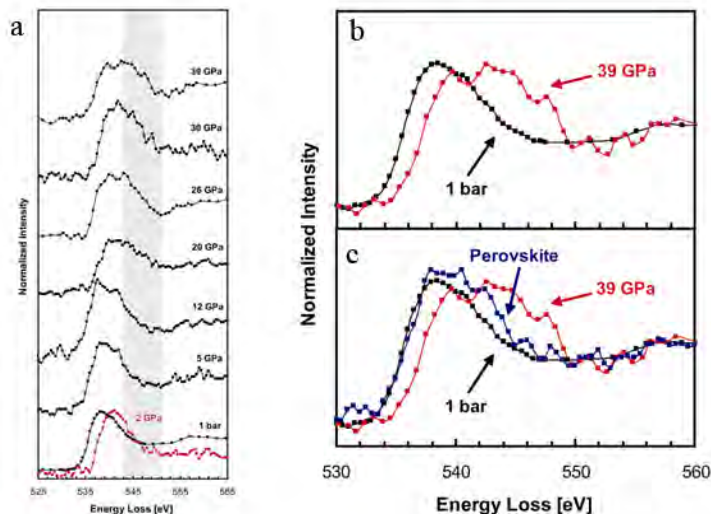 a
30 GPa
30 GPa
26 GPa
20 GPa
12 GPa
5 GPa
2 GPa
1 bar
Normalized Intensity
525 535 545 555 565
Energy Loss [eV]
b
39 GPa
1 bar
c
Perovskite
39 GPa
1 bar
Normalized Intensity
530 540 550 560
Energy Loss [eV]